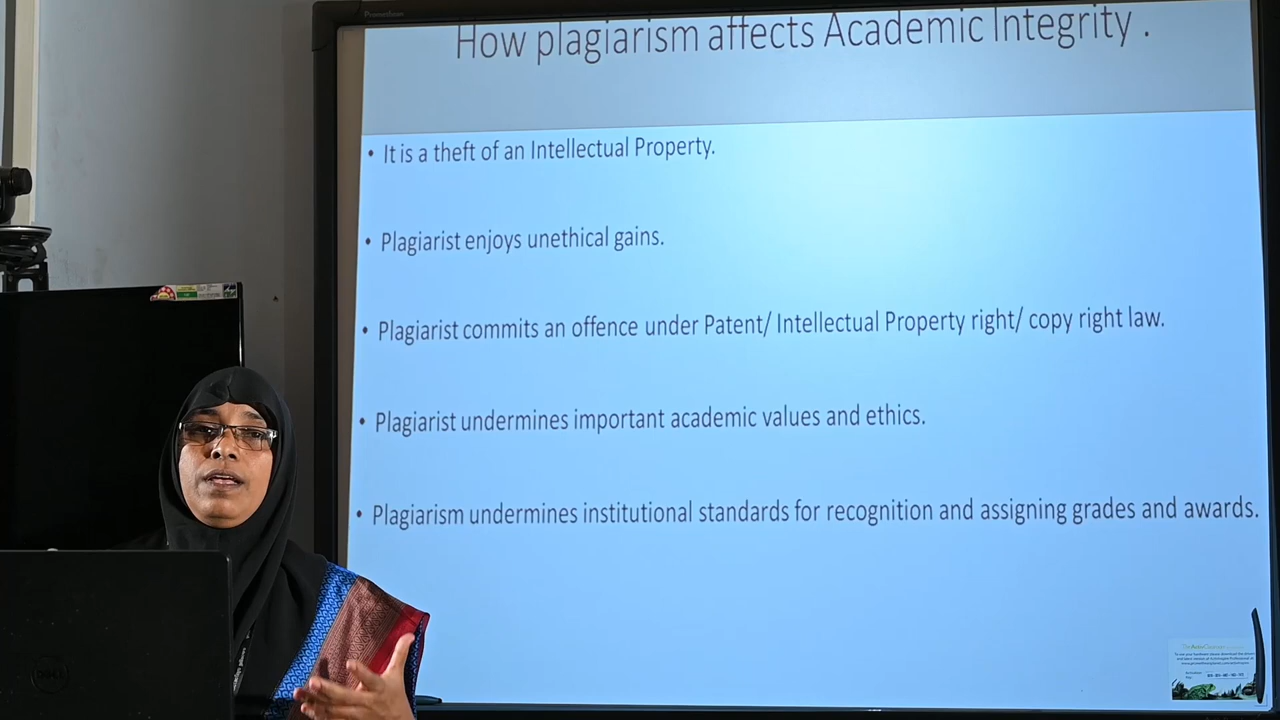 Promethean
How plagiarism affects Academic Integrity .
• It is a theft of an Intellectual Property.
• Plagiarist enjoys unethical gains.
• Plagiarist commits an offence under Patent/ Intellectual Property right/ copy right law.
• Plagiarist undermines important academic values and ethics.
• Plagiarism undermines institutional standards for recognition and assigning grades and awards.
DELL